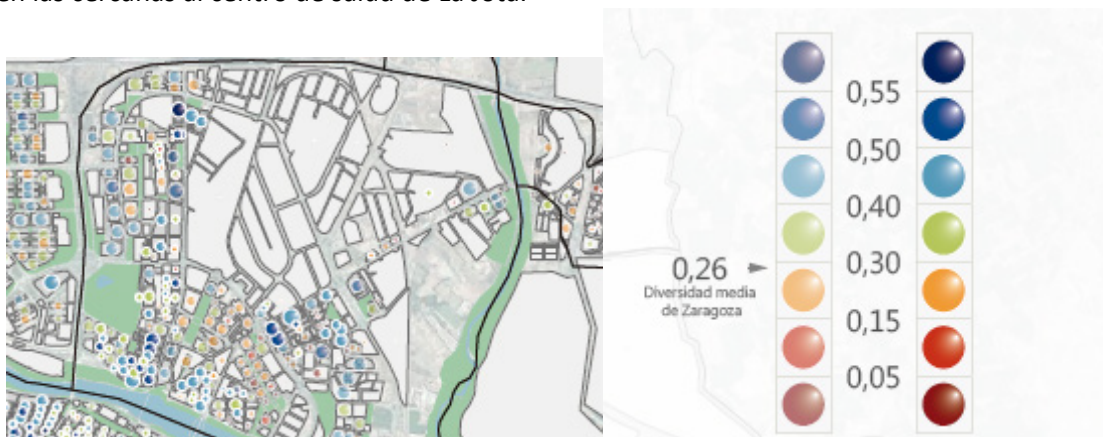 en las cercanías al centro de salud de La Jota.
0,55
0,50
0,40
0,30
0,26
Diversidad media
de Zaragoza
0,15
0,05